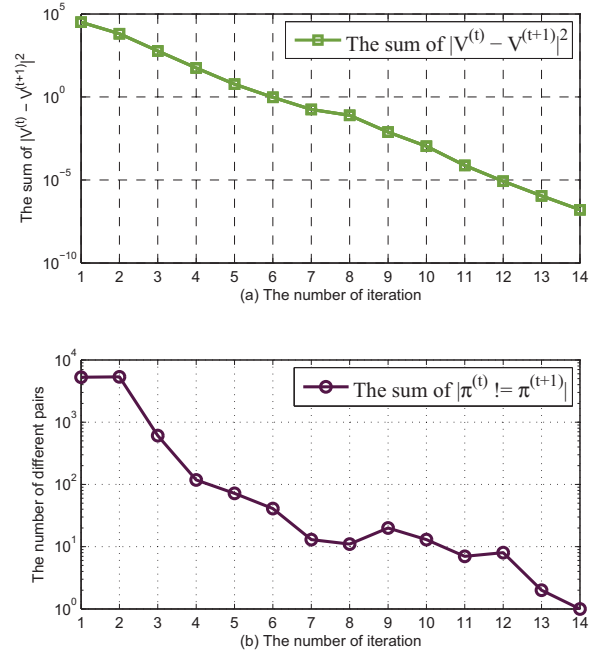 10^5
10^0
10^-5
10^-10
The sum of |V^(t) − V^(t+1)|^2
The sum of |V^(t) − V^(t+1)|^2
1 2 3 4 5 6 7 8 9 10 11 12 13 14
(a) The number of iteration
10^4
10^3
10^2
10^1
10^0
The number of different pairs
The sum of |π^(t) != π^(t+1)|
1 2 3 4 5 6 7 8 9 10 11 12 13 14
(b) The number of iteration